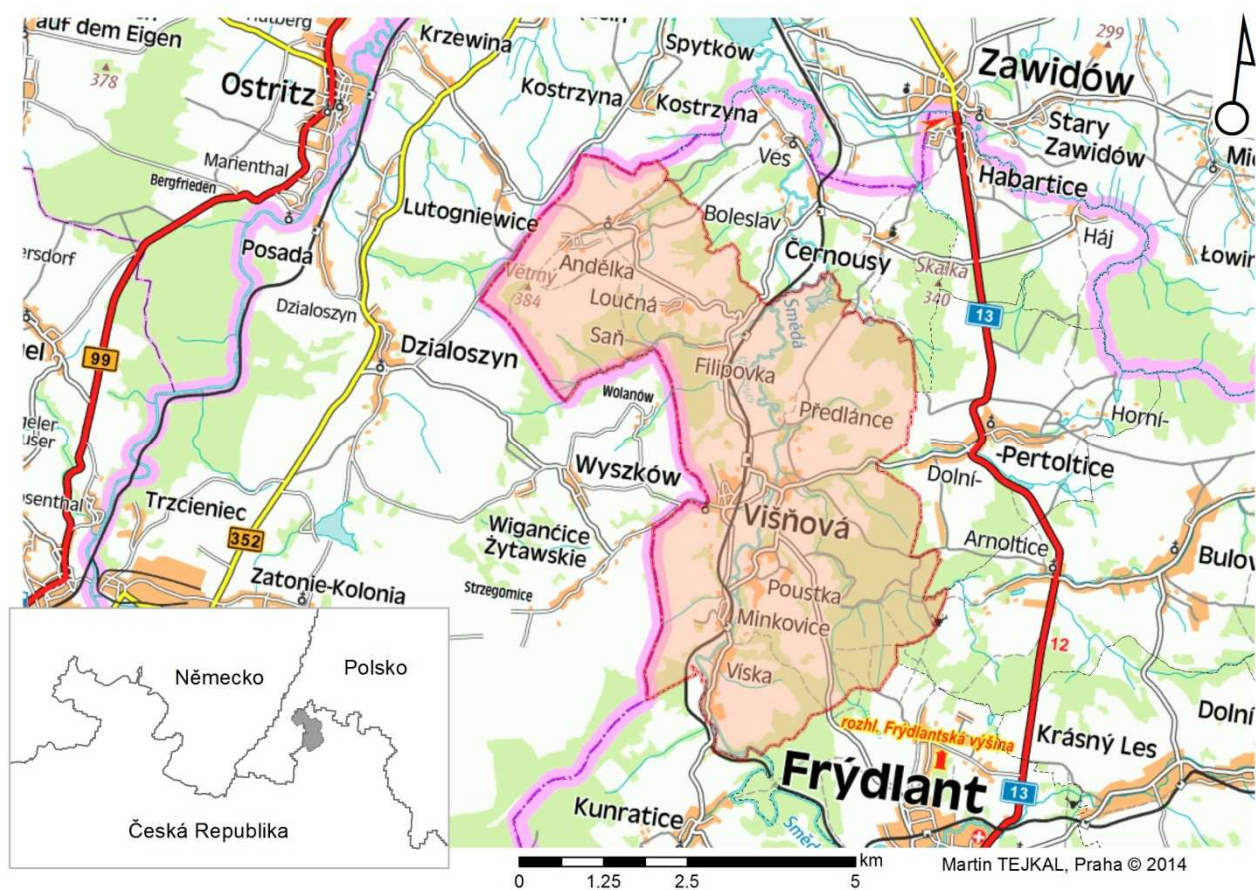 Hutberg
auf dem Eigen
378
Krzewina
Ostritz
Marienthal
Bergfrieden
Posada
Spytków
Kostrzyna
Kostrzyna
Zawidów
299
Stary
Zawidów
Habartice
Ves
Boleslav
Černousy
Háj
Lutogniewice
Andělka
Větrný
384
Loučná
Saň
Smědá
Skalka
340
13
Dzialoszyn
Dzialoszyn
99
Filipovka
Předlánce
Wolanów
Wyszków
Horní-
-Pertoltice
Dolní-
Trzcieniec
352
Wigançice
Żytawskie
Višňová
Arnoltice
Zatonie-Kolonia
Strzegomice
Poustka
Minkovice
Víska
12
Německo
Polsko
Česká Republika
rozhl. Frýdlantská výšina
Krásný Les
Dolní
Frýdlant
13
Kunratice
km
0
1.25
2.5
5
Martin TEJKAL, Praha © 2014